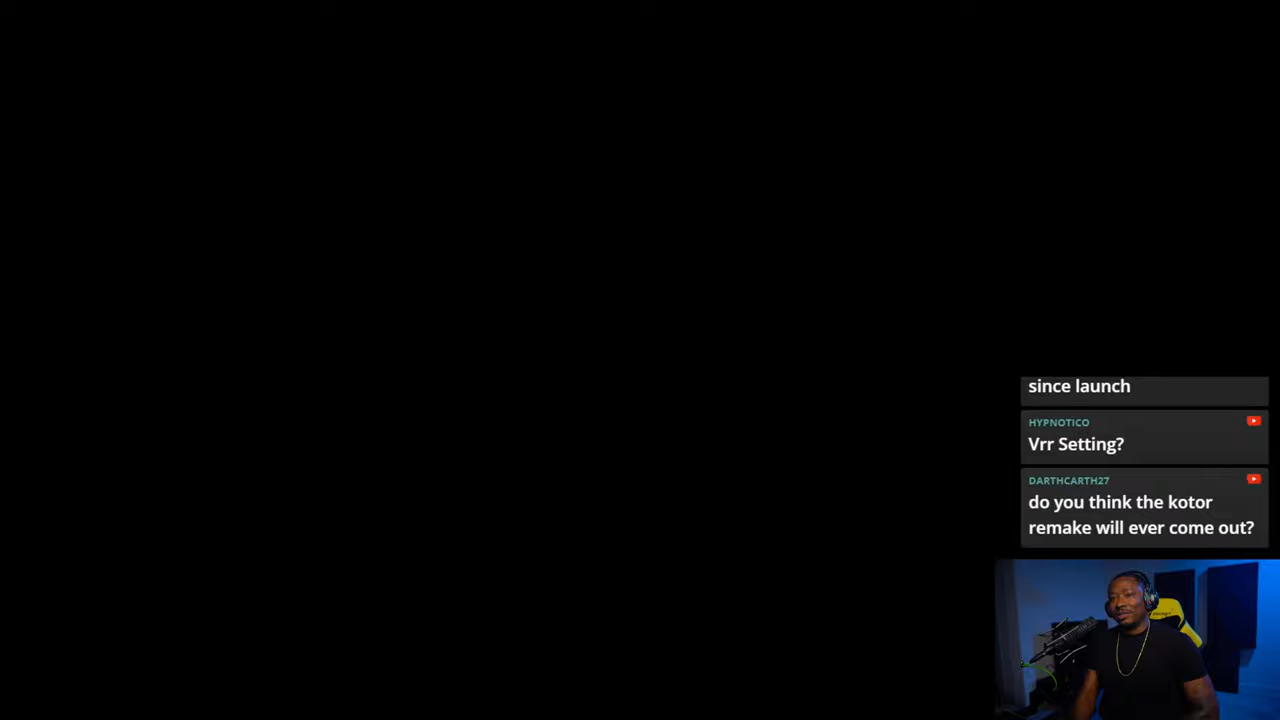 since launch
HYPNOTICO
Vrr Setting?
DARTHCARTH27
do you think the kotor
remake will ever come out?